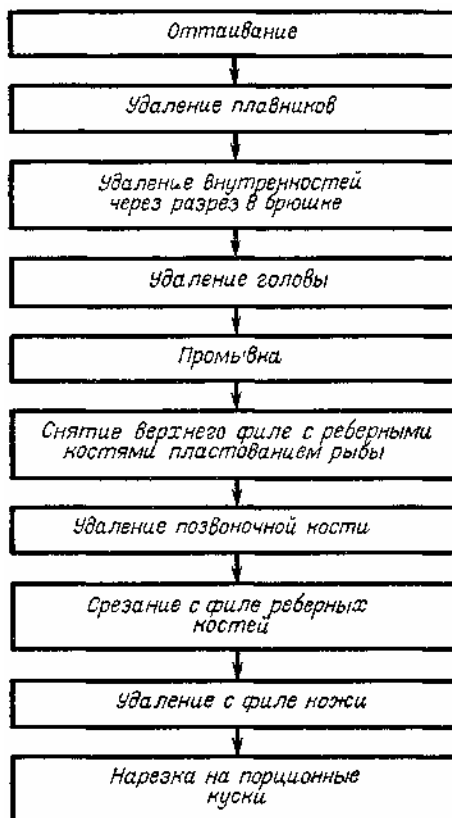 Оттаивание
Удаление плавников
Удаление внутренностей
через разрез в брюшке
Удаление головы
Промывка
Снятие верхнего филе с реберными
костями пластованием рыбы
Удаление позвоночной кости
Срезание с филе реберных
костей
Удаление с филе кожи
Нарезка на порционные
куски